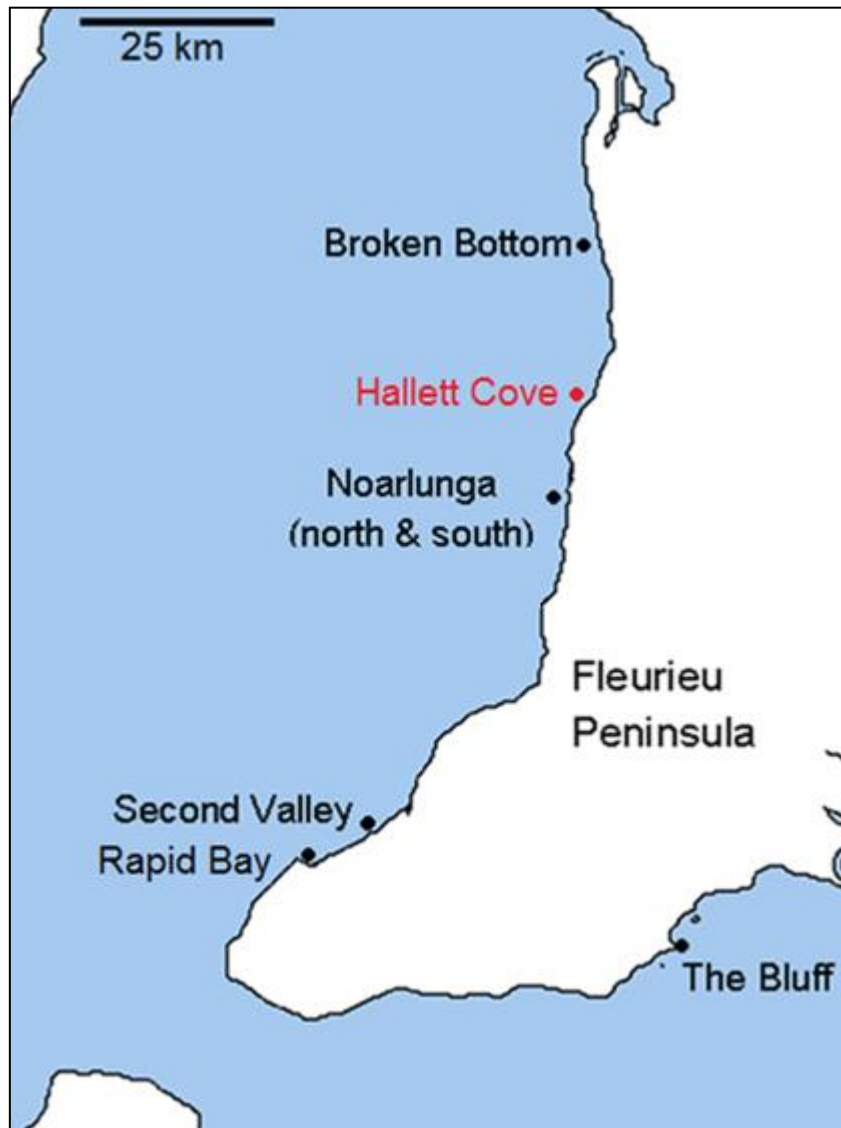 25 km
Broken Bottom
Hallett Cove
Noarlunga
(north & south)
Fleurieu
Peninsula
Second Valley
Rapid Bay
The Bluff